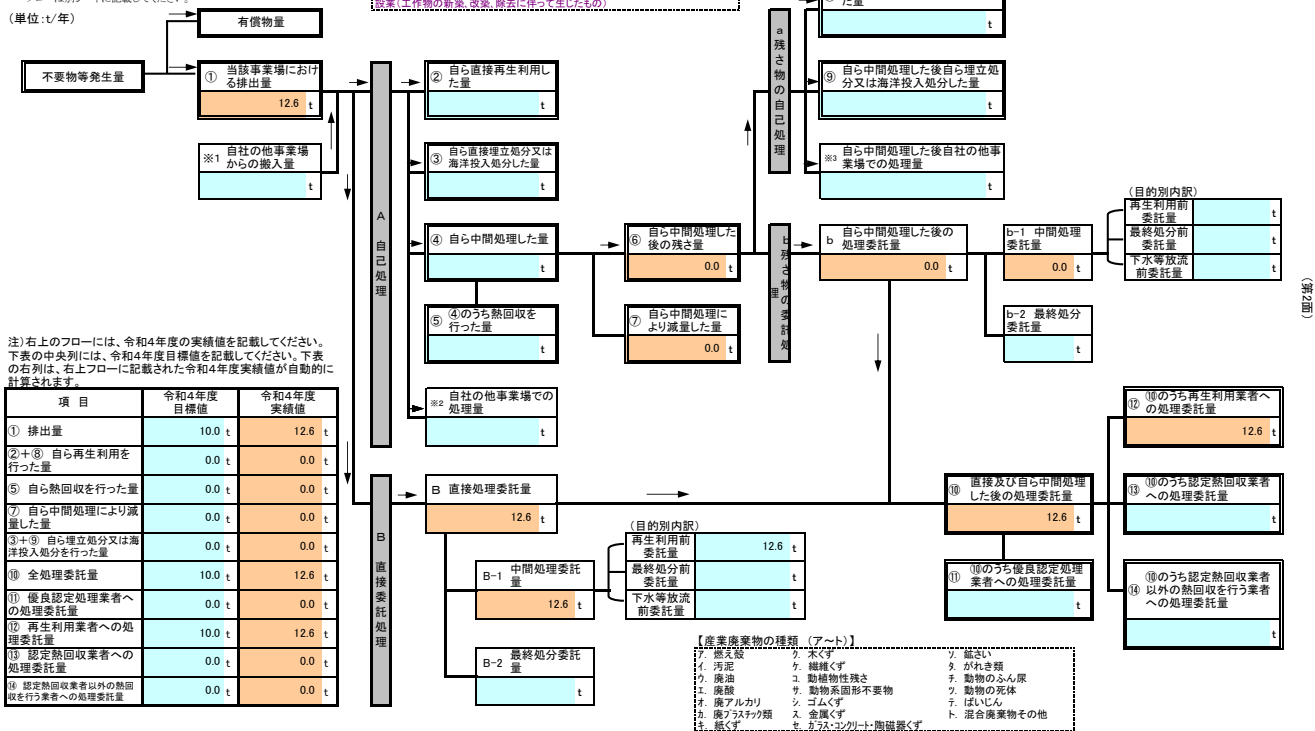 (単位:t/年)
設業(工作物の新築、改築、除去に伴って生じたもの)
た量
t
有償物量
不要物等発生量
① 当該事業場におけ
る排出量
12.6 t
※1 自社の他事業場
からの搬入量
t
A 自己処理
② 自ら直接再生利用し
た量
t
③ 自ら直接埋立処分又は
海洋投入処分した量
t
④ 自ら中間処理した量
t
⑤ ④のうち熱回収を
行った量
t
※2 自社の他事業場での
処理量
t
⑥ 自ら中間処理した
後の残さ量
0.0 t
⑦ 自ら中間処理に
より減量した量
0.0 t
a 残さ物の自己処理
⑨ 自ら中間処理した後自ら埋立処
分又は海洋投入処分した量
t
※3 自ら中間処理した後自社の他事
業場での処理量
t
b 残さ物の委託処理
b 自ら中間処理した後の
処理委託量
0.0 t
b-1 中間処理
委託量
0.0 t
b-2 最終処分
委託量
t
(目的別内訳)
再生利用前
委託量 t
最終処分前
委託量 t
下水等放流
前委託量 t
(第2面)
注)右上のフローには、令和4年度の実績値を記載してください。
下表の中央列には、令和4年度目標値を記載してください。下表
の右列は、右上フローに記載された令和4年度実績値が自動的に
計算されます。
項 目 令和4年度 目標値 令和4年度 実績値
① 排出量 10.0 t 12.6 t
②+⑧ 自ら再生利用を
行った量 0.0 t 0.0 t
⑤ 自ら熱回収を行った量 0.0 t 0.0 t
⑦ 自ら中間処理により減
量した量 0.0 t 0.0 t
③+⑨ 自ら埋立処分又は海
洋投入処分を行った量 0.0 t 0.0 t
⑩ 全処理委託量 10.0 t 12.6 t
⑪ 優良認定処理業者へ
の処理委託量 0.0 t 0.0 t
⑫ 再生利用業者への処
理委託量 10.0 t 12.6 t
⑬ 認定熱回収業者への
処理委託量 0.0 t 0.0 t
⑭ 認定熱回収業者以外の熱回
収を行う業者への処理委託量 0.0 t 0.0 t
B 直接委託処理
B 直接処理委託量
12.6 t
B-1 中間処理委託
量
12.6 t
B-2 最終処分委託
量
t
(目的別内訳)
再生利用前
委託量 12.6 t
最終処分前
委託量 t
下水等放流
前委託量 t
⑩ 直接及び自ら中間処理
した後の処理委託量
12.6 t
⑪ ⑩のうち優良認定処理
業者への処理委託量
t
⑫ ⑩のうち再生利用業者へ
の処理委託量
12.6 t
⑬ ⑩のうち認定熱回収業者
への処理委託量
t
⑭ ⑩のうち認定熱回収業者
以外の熱回収を行う業者
への処理委託量
t
【産業廃棄物の種類 (ア~ト)】
ア. 燃え殻 ク. 木くず ソ. 鉱さい
イ. 汚泥 ケ. 繊維くず タ. がれき類
ウ. 廃油 コ. 動植物性残さ チ. 動物のふん尿
エ. 廃酸 サ. 動物系固形不要物 ツ. 動物の死体
オ. 廃アルカリ シ. ゴムくず テ. ばいじん
カ. 廃プラスチック類 ス. 金属くず ト. 混合廃棄物その他
キ. 紙くず セ. ガラス・コンクリート・陶磁器くず